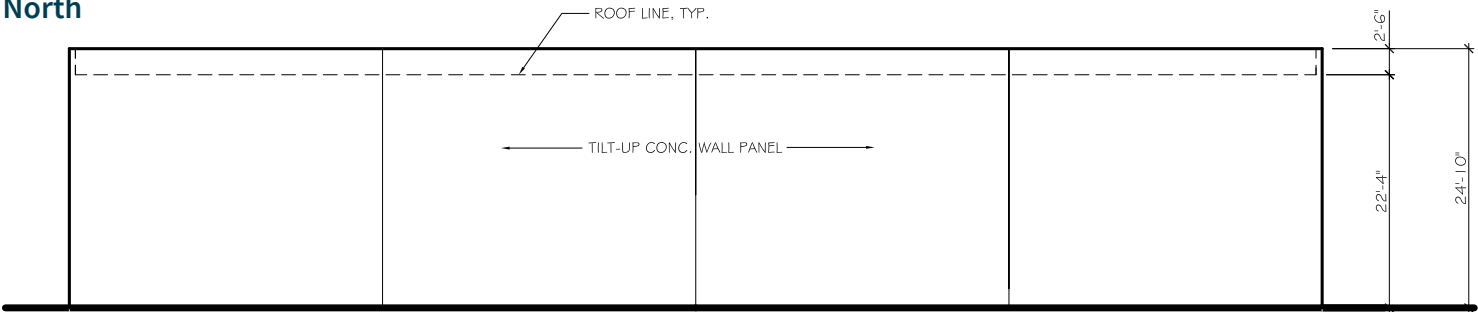 North
ROOF LINE, TYP.
2'-6"
TILT-UP CONC. WALL PANEL
22'-4"
24'-10"